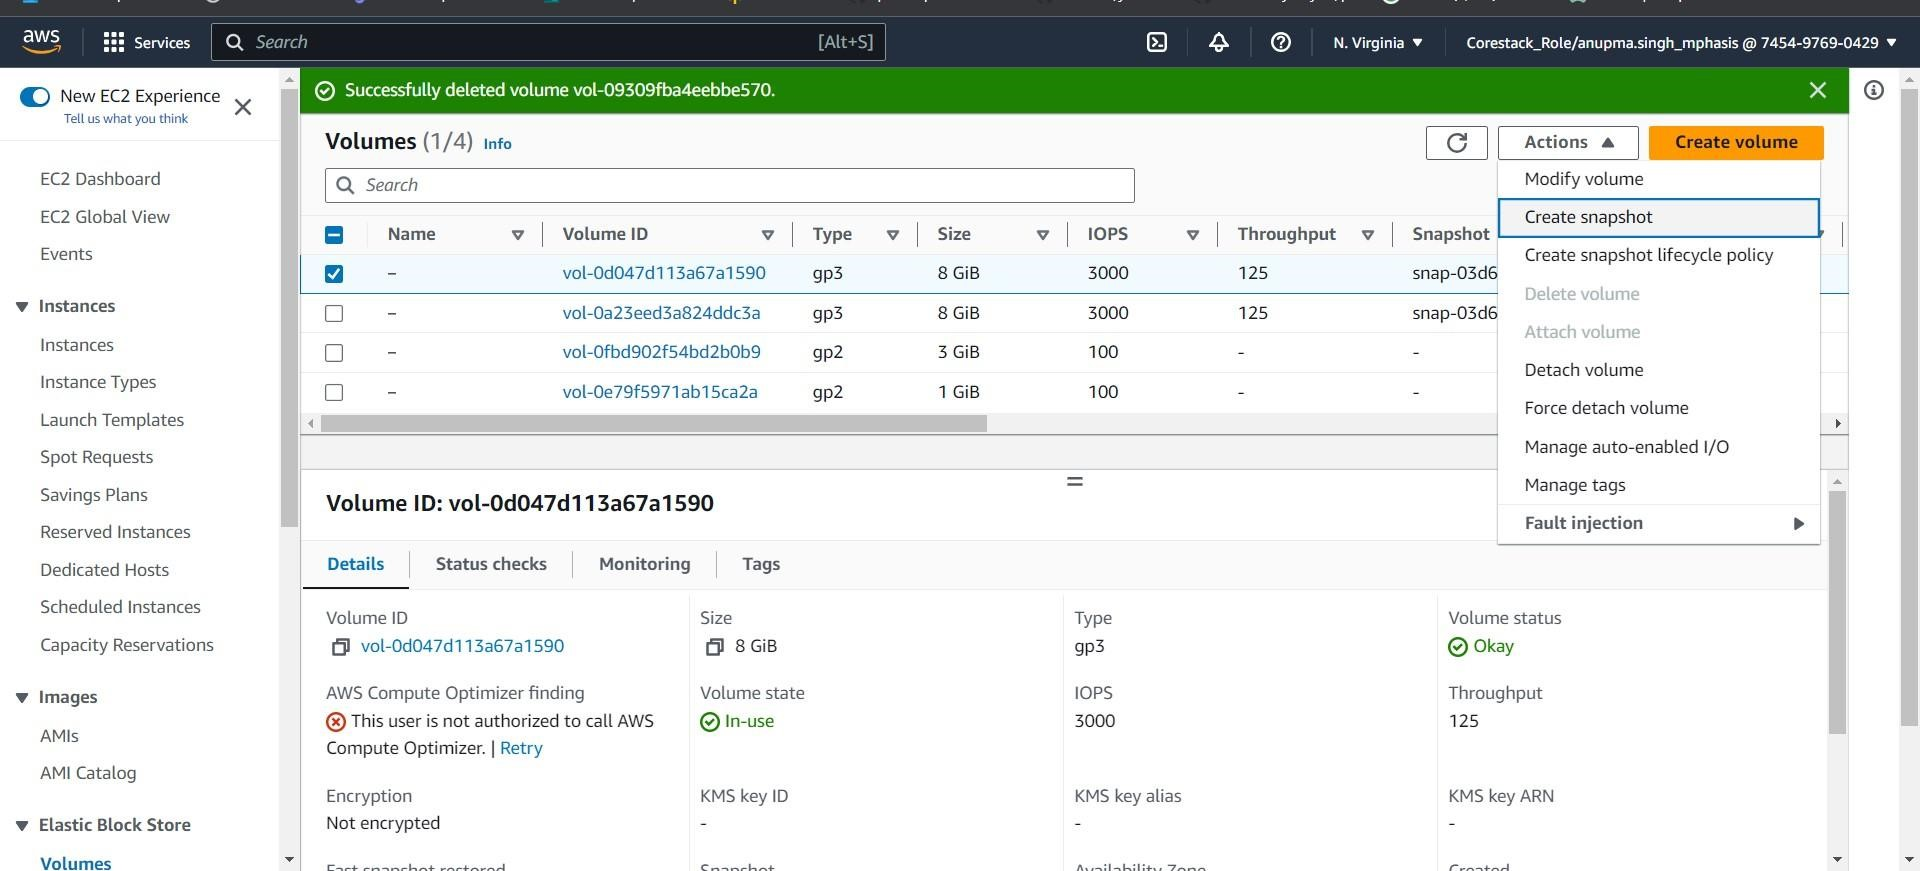 aws
Services
Search
[Alt+S]
N. Virginia
Corestack_Role/anupma.singh_mphasis @ 7454-9769-0429
New EC2 Experience
Tell us what you think
EC2 Dashboard
EC2 Global View
Events
Instances
Instances
Instance Types
Launch Templates
Spot Requests
Savings Plans
Reserved Instances
Dedicated Hosts
Scheduled Instances
Capacity Reservations
Images
AMIs
AMI Catalog
Elastic Block Store
Volumes
Successfully deleted volume vol-09309fba4eebbe570.
Volumes (1/4) Info
Actions
Create volume
Search
Name Volume ID Type Size IOPS Throughput Snapshot
– vol-0d047d113a67a1590 gp3 8 GiB 3000 125 snap-03d6
– vol-0a23eed3a824ddc3a gp3 8 GiB 3000 125 snap-03d6
– vol-0fbd902f54bd2b0b9 gp2 3 GiB 100 - -
– vol-0e79f5971ab15ca2a gp2 1 GiB 100 - -
Modify volume
Create snapshot
Create snapshot lifecycle policy
Delete volume
Attach volume
Detach volume
Force detach volume
Manage auto-enabled I/O
Manage tags
Fault injection
Volume ID: vol-0d047d113a67a1590
Details Status checks Monitoring Tags
Volume ID Size Type Volume status
vol-0d047d113a67a1590 8 GiB gp3 Okay
AWS Compute Optimizer finding Volume state IOPS Throughput
This user is not authorized to call AWS In-use 3000 125
Compute Optimizer. | Retry
Encryption KMS key ID KMS key alias KMS key ARN
Not encrypted - - -
Fast snapshot restored Snapshot Availability Zone Created